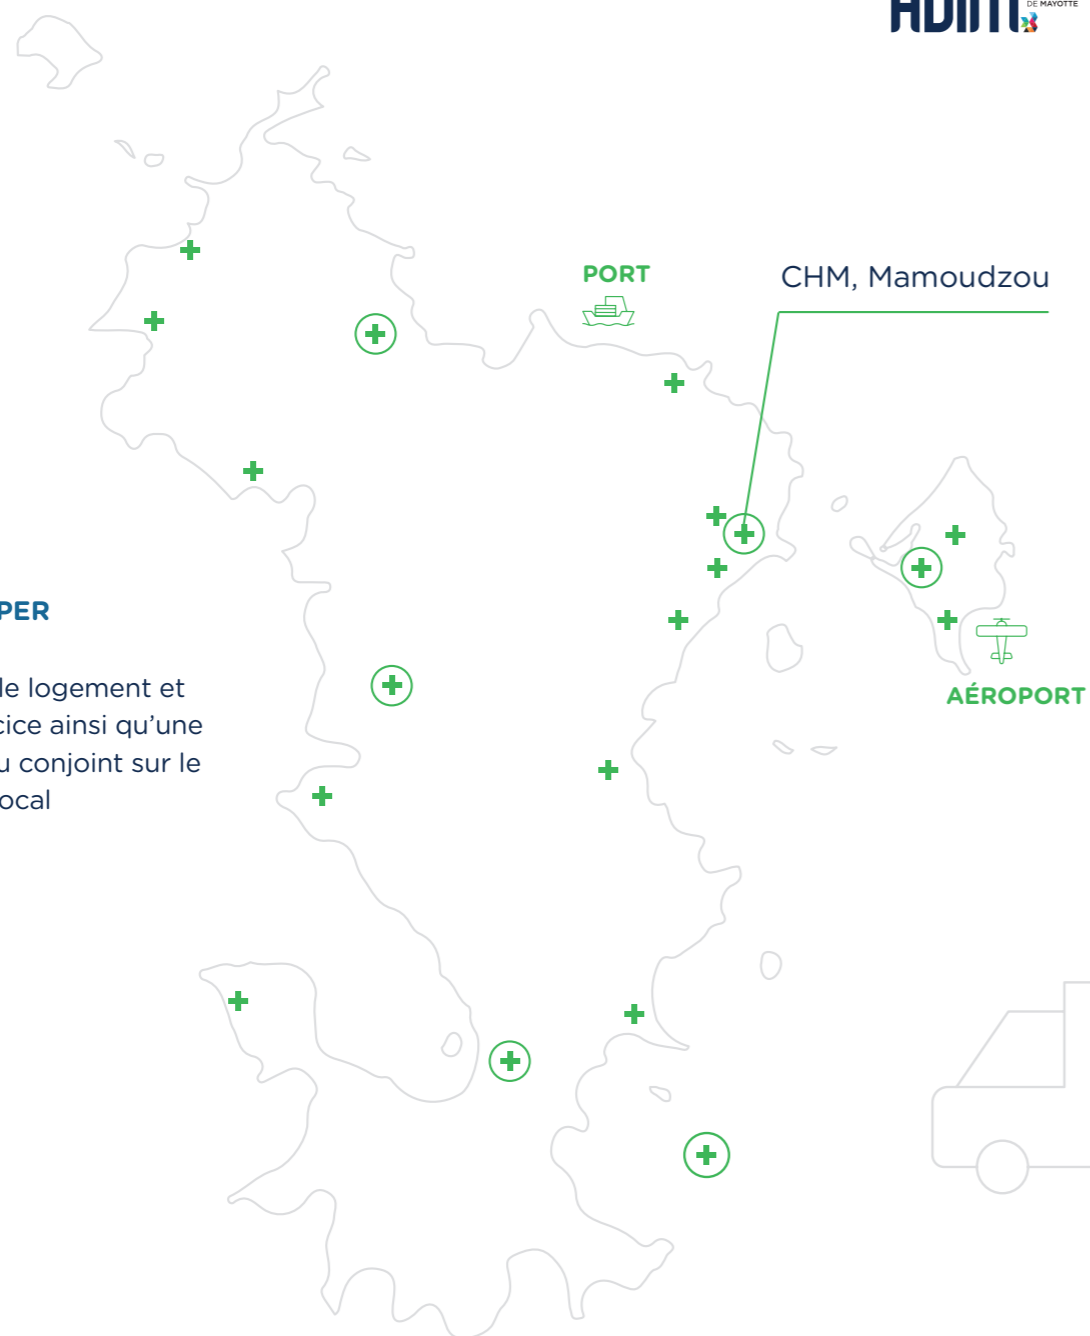 DE MAYOTTE
PORT
CHM, Mamoudzou
PER
le logement et
cice ainsi qu’une
u conjoint sur le
ocal
AÉROPORT